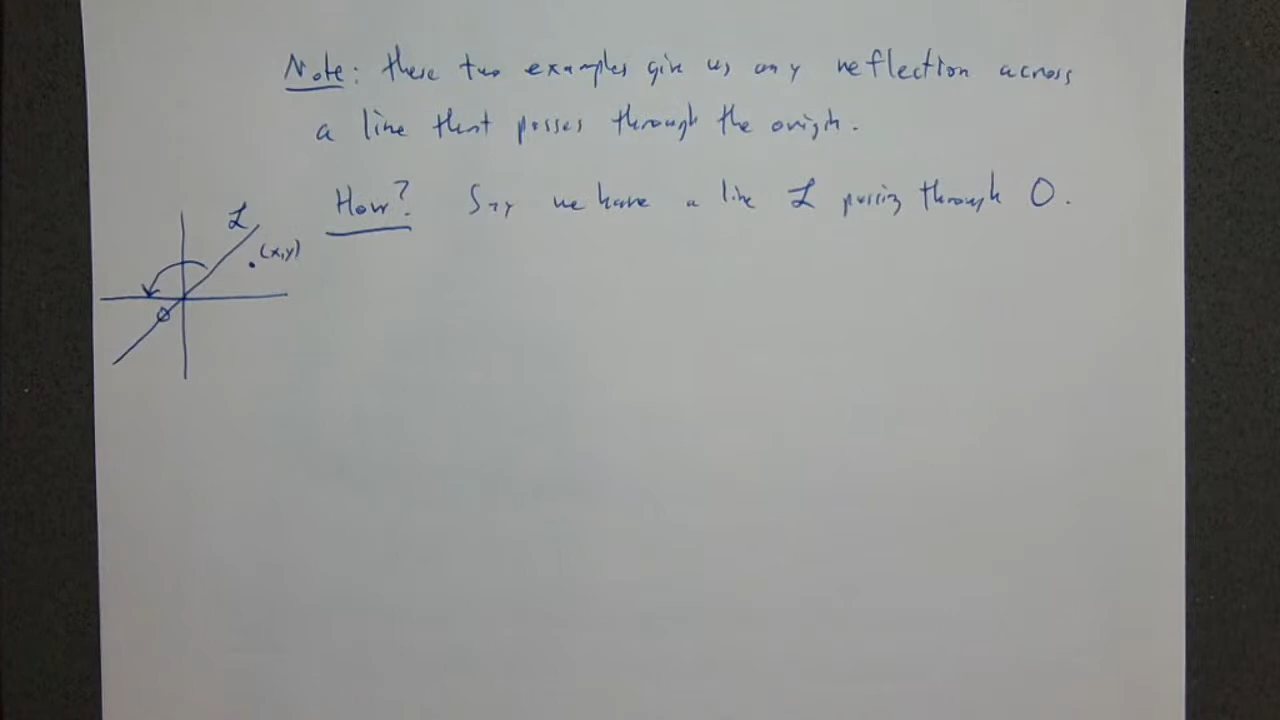 Note: these two examples give us any reflection across
a line that passes through the origin.
How? Say we have a line L passing through O.
L
(x,y)
O